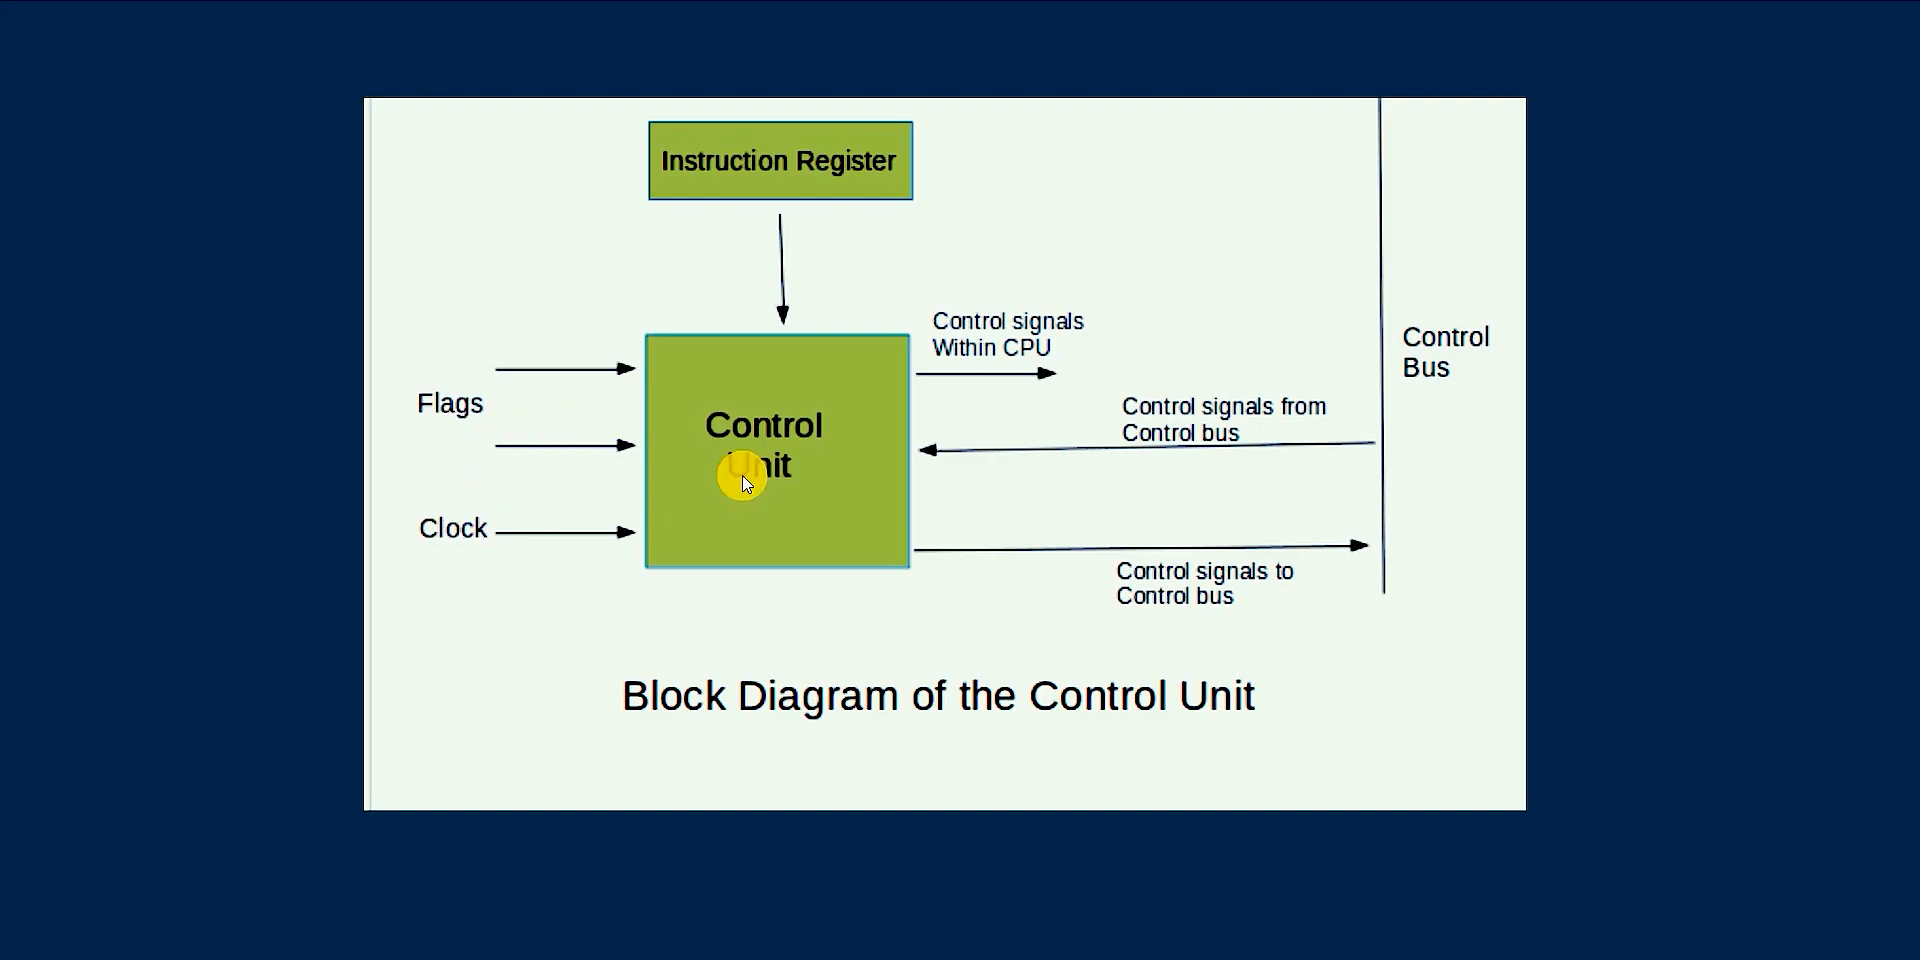 Instruction Register
Control signals
Within CPU
Control
Bus
Flags
Control signals from
Control bus
Control
Unit
Clock
Control signals to
Control bus
Block Diagram of the Control Unit